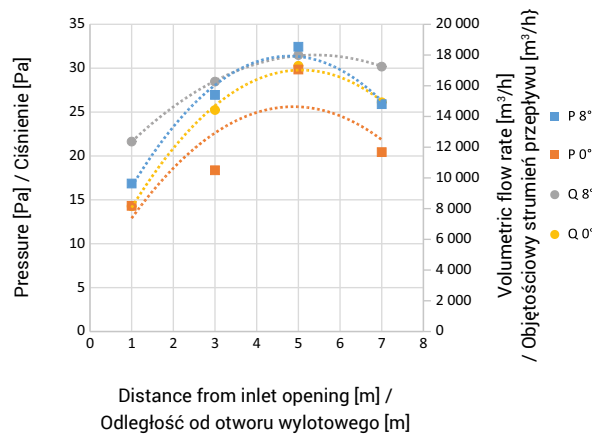 35
30
25
20
15
10
5
0
Pressure [Pa] / Ciśnienie [Pa]
20 000
18 000
16 000
14 000
12 000
10 000
8 000
6 000
4 000
2 000
0
Volumetric flow rate [m³/h]
/ Objętościowy strumień przepływu [m³/h]
0 1 2 3 4 5 6 7 8
Distance from inlet opening [m] /
Odległość od otworu wylotowego [m]
P 8°
P 0°
Q 8°
Q 0°